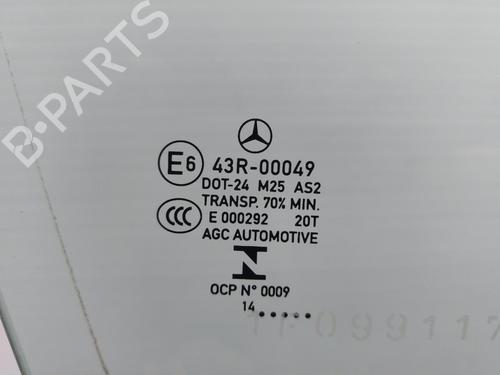 E6 43R-00049
DOT-24 M25 AS2
TRANSP. 70% MIN.
CCC E 000292 20T
AGC AUTOMOTIVE
N
OCP N° 0009
14.....
B-PARTS